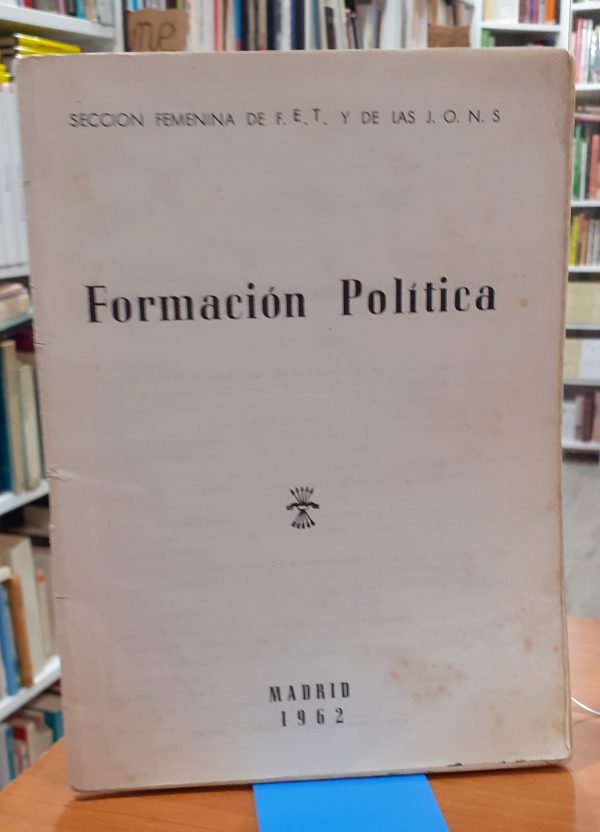 SECCION FEMENINA DE F. E. T. Y DE LAS J. O. N. S
Formación Política
MADRID
1962